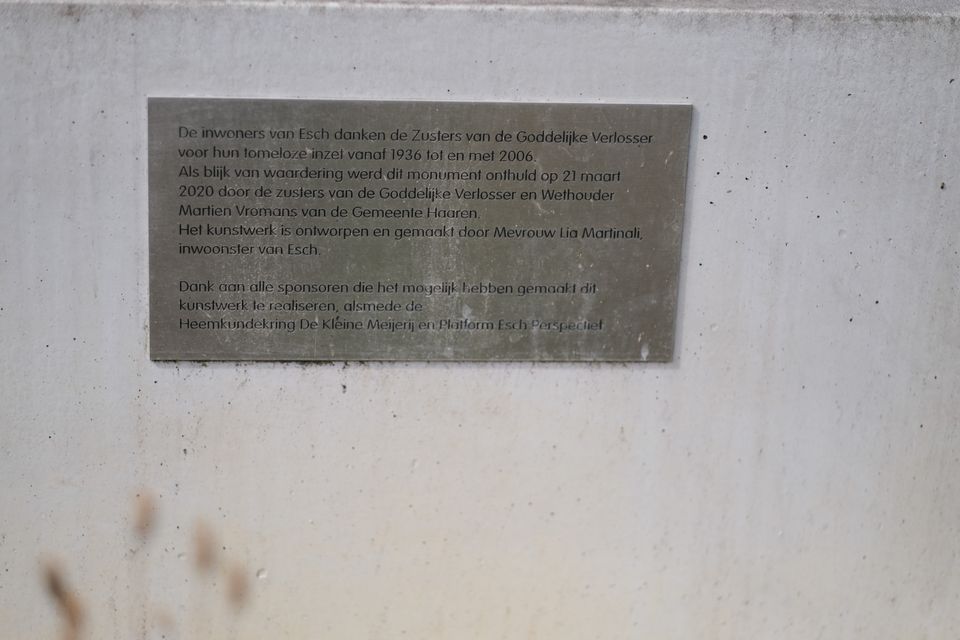 De inwoners van Esch danken de Zusters van de Goddelijke Verlosser
voor hun tomeloze inzet vanaf 1936 tot en met 2006.
Als blijk van waardering werd dit monument onthuld op 21 maart
2020 door de zusters van de Goddelijke Verlosser en Wethouder
Martien Vromans van de Gemeente Haaren.
Het kunstwerk is ontworpen en gemaakt door Mevrouw Lia Martinali,
inwoonster van Esch.
Dank aan alle sponsoren die het mogelijk hebben gemaakt dit
kunstwerk te realiseren, alsmede de
Heemkundekring De Kleine Meijerij en Platform Esch Perspectief